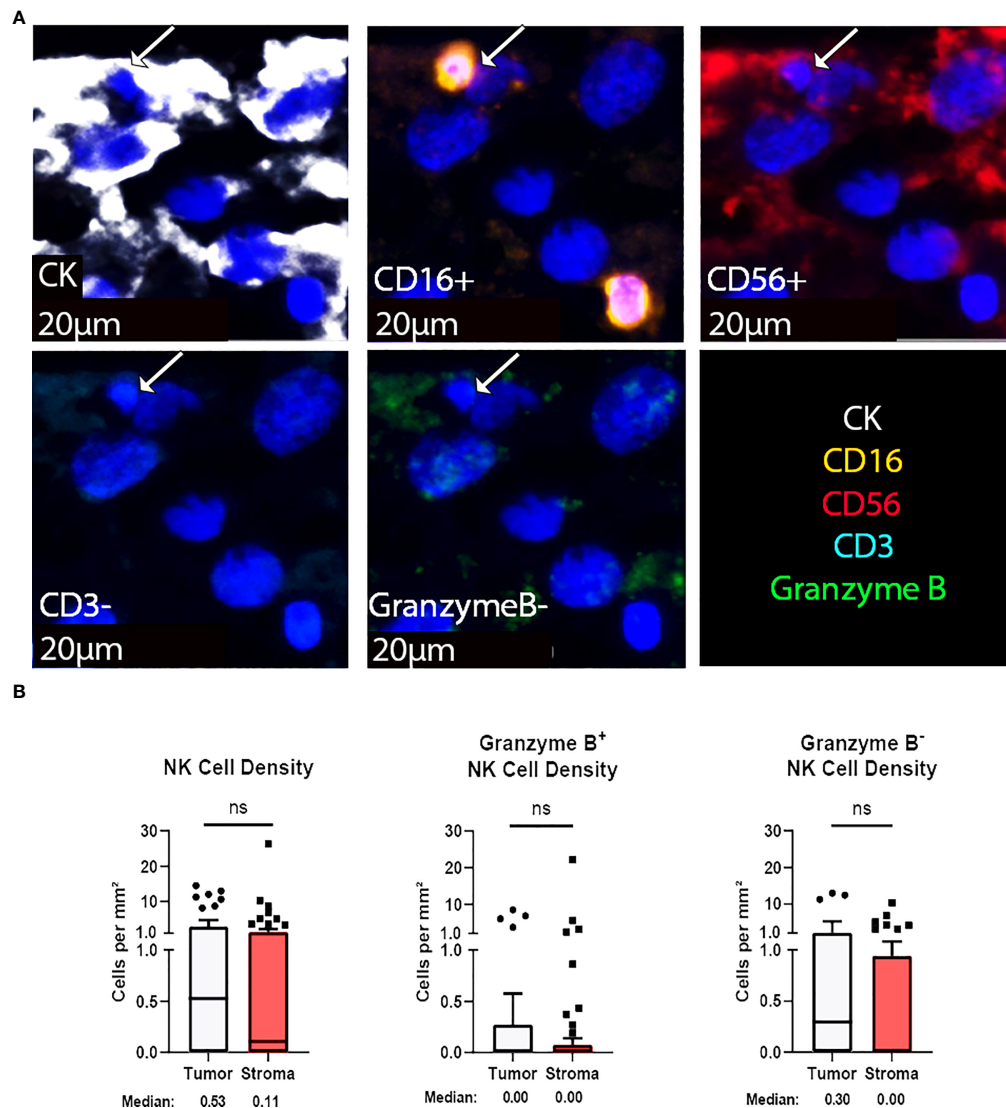 A
CK
20µm
CD16+
20µm
CD56+
20µm
CD3-
20µm
GranzymeB-
20µm
CK
CD16
CD56
CD3
Granzyme B
B
NK Cell Density
ns
Cells per mm²
30
20
10
1.0
1.0
0.5
0.0
Tumor Stroma
Median: 0.53 0.11
Granzyme B⁺
NK Cell Density
ns
Cells per mm²
30
20
10
1.0
1.0
0.5
0.0
Tumor Stroma
Median: 0.00 0.00
Granzyme B⁻
NK Cell Density
ns
Cells per mm²
30
20
10
1.0
1.0
0.5
0.0
Tumor Stroma
Median: 0.30 0.00